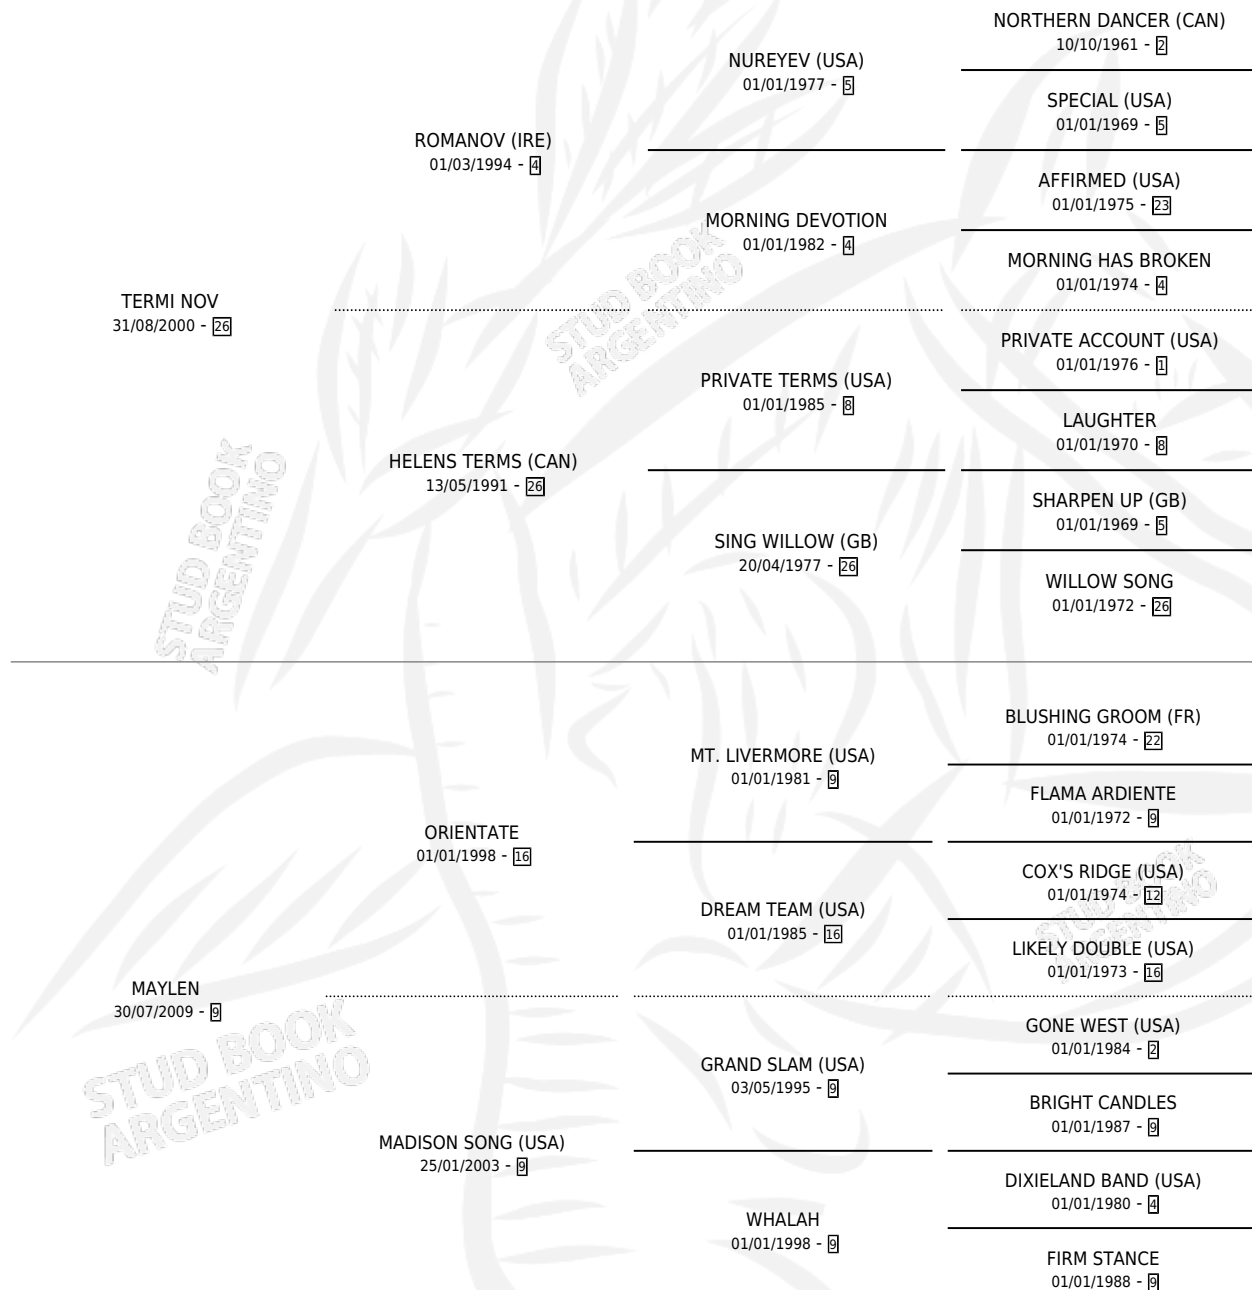 NORTHERN DANCER (CAN)
10/10/1961 - 2
NUREYEV (USA)
01/01/1977 - 5
SPECIAL (USA)
01/01/1969 - 5
ROMANOV (IRE)
01/03/1994 - 4
AFFIRMED (USA)
01/01/1975 - 23
MORNING DEVOTION
01/01/1982 - 4
MORNING HAS BROKEN
01/01/1974 - 4
TERMI NOV
31/08/2000 - 26
STUD BOOK
ARGENTINO
PRIVATE ACCOUNT (USA)
01/01/1976 - 1
PRIVATE TERMS (USA)
01/01/1985 - 8
LAUGHTER
01/01/1970 - 8
HELENS TERMS (CAN)
13/05/1991 - 26
SHARPEN UP (GB)
01/01/1969 - 5
SING WILLOW (GB)
20/04/1977 - 26
WILLOW SONG
01/01/1972 - 26
STUD BOOK
ARGENTINO
BLUSHING GROOM (FR)
01/01/1974 - 22
MT. LIVERMORE (USA)
01/01/1981 - 9
FLAMA ARDIENTE
01/01/1972 - 9
ORIENTATE
01/01/1998 - 16
COX'S RIDGE (USA)
01/01/1974 - 12
DREAM TEAM (USA)
01/01/1985 - 16
LIKELY DOUBLE (USA)
01/01/1973 - 16
STUD BOOK
ARGENTINO
MAYLEN
30/07/2009 - 9
GONE WEST (USA)
01/01/1984 - 2
GRAND SLAM (USA)
03/05/1995 - 9
BRIGHT CANDLES
01/01/1987 - 9
STUD BOOK
ARGENTINO
MADISON SONG (USA)
25/01/2003 - 9
DIXIELAND BAND (USA)
01/01/1980 - 4
WHALAH
01/01/1998 - 9
FIRM STANCE
01/01/1988 - 9